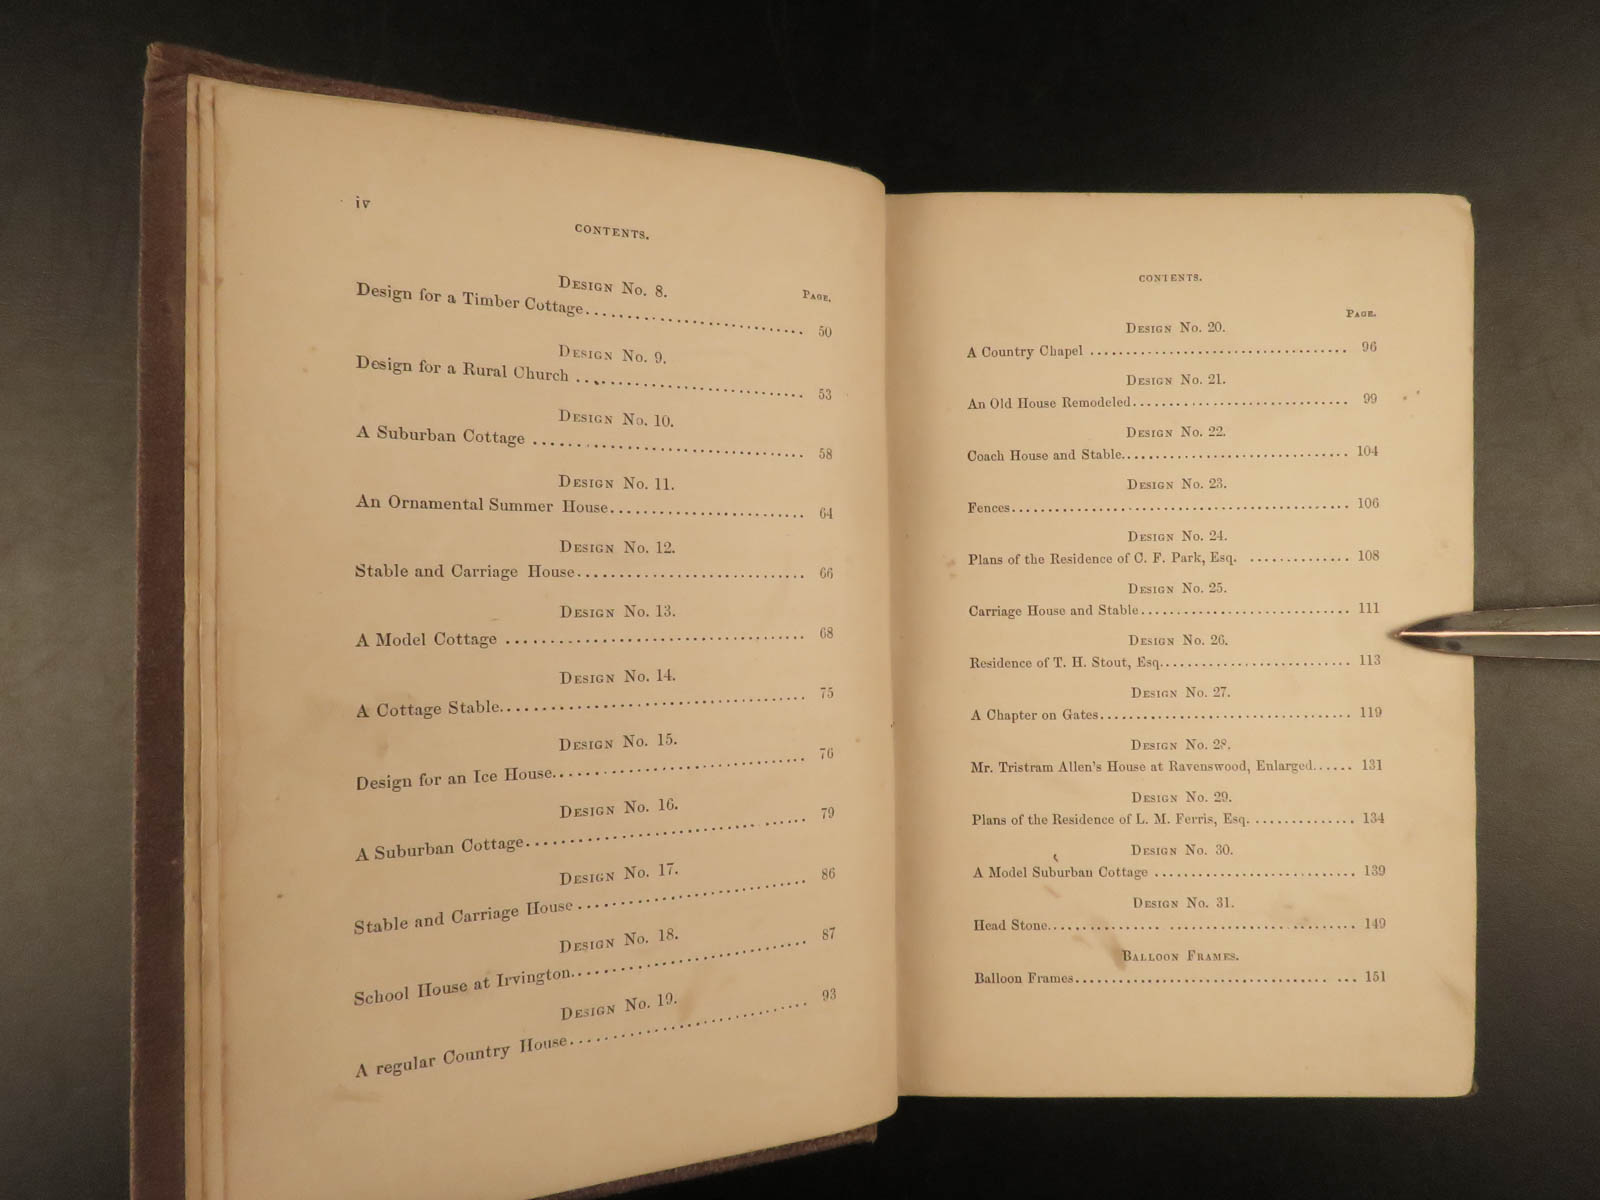 iv
CONTENTS.
Design No. 8.
Page.
Design for a Timber Cottage.................... 50
Design No. 9.
Design for a Rural Church .................... 53
Design No. 10.
A Suburban Cottage .................... 58
Design No. 11.
An Ornamental Summer House.................... 64
Design No. 12.
Stable and Carriage House.................... 66
Design No. 13.
A Model Cottage .................... 68
Design No. 14.
A Cottage Stable.................... 75
Design No. 15.
Design for an Ice House.................... 76
Design No. 16.
A Suburban Cottage.................... 79
Design No. 17.
Stable and Carriage House.................... 86
Design No. 18.
School House at Irvington.................... 87
Design No. 19.
A regular Country House.................... 93
CONTENTS.
Page.
Design No. 20.
A Country Chapel .................... 96
Design No. 21.
An Old House Remodeled.................... 99
Design No. 22.
Coach House and Stable.................... 104
Design No. 23.
Fences.................... 106
Design No. 24.
Plans of the Residence of C. F. Park, Esq. .............. 108
Design No. 25.
Carriage House and Stable.................... 111
Design No. 26.
Residence of T. H. Stout, Esq.................... 113
Design No. 27.
A Chapter on Gates.................... 119
Design No. 28.
Mr. Tristram Allen's House at Ravenswood, Enlarged...... 131
Design No. 29.
Plans of the Residence of L. M. Ferris, Esq. .............. 134
Design No. 30.
A Model Suburban Cottage .................... 139
Design No. 31.
Head Stone.................... 149
Balloon Frames.
Balloon Frames.................... 151